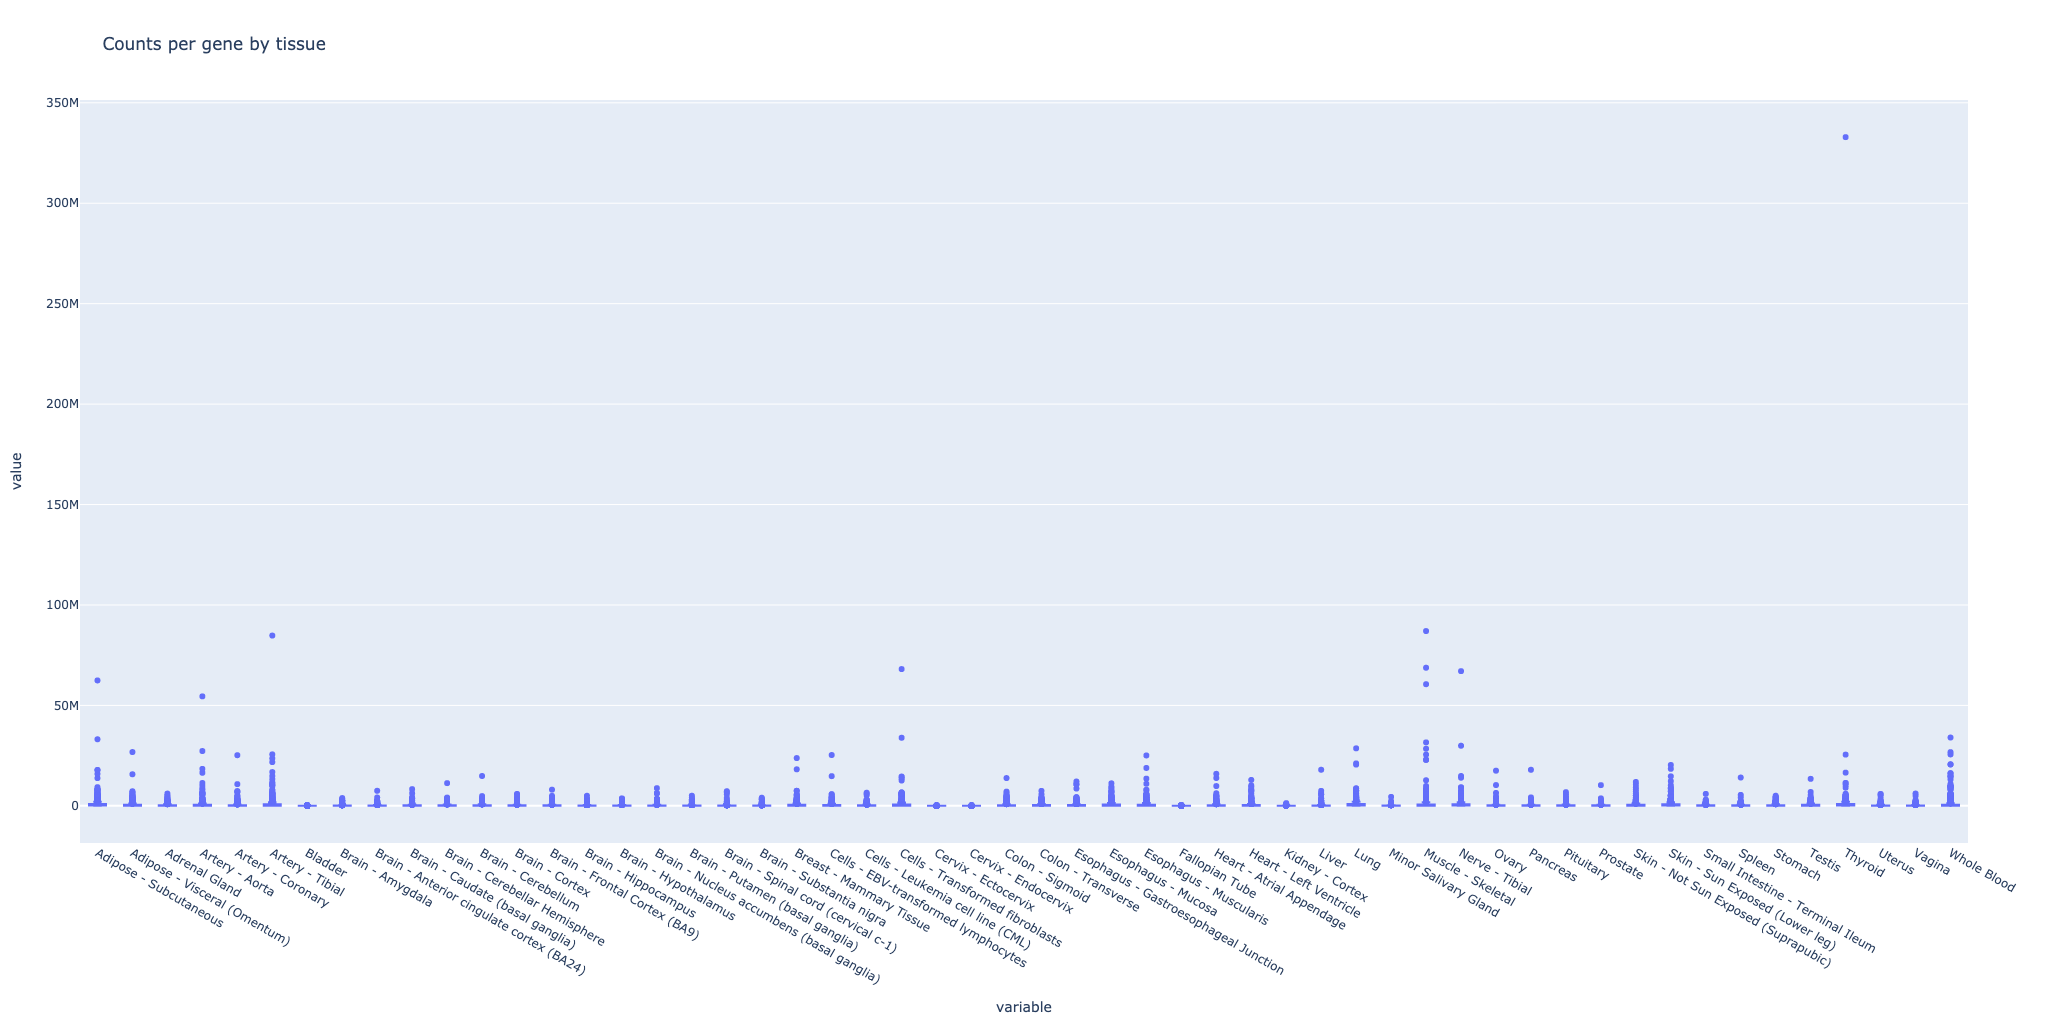 Counts per gene by tissue
350M
300M
250M
200M
150M
100M
50M
0
value
Adipose - Subcutaneous
Adipose - Visceral (Omentum)
Adrenal Gland
Artery - Aorta
Artery - Coronary
Artery - Tibial
Bladder
Brain - Amygdala
Brain - Anterior cingulate cortex (BA24)
Brain - Caudate (basal ganglia)
Brain - Cerebellar Hemisphere
Brain - Cerebellum
Brain - Cortex
Brain - Frontal Cortex (BA9)
Brain - Hippocampus
Brain - Hypothalamus
Brain - Nucleus accumbens (basal ganglia)
Brain - Putamen (basal ganglia)
Brain - Spinal cord (cervical c-1)
Brain - Substantia nigra
Breast - Mammary Tissue
Cells - EBV-transformed lymphocytes
Cells - Leukemia cell line (CML)
Cells - Transformed fibroblasts
Cervix - Ectocervix
Cervix - Endocervix
Colon - Sigmoid
Colon - Transverse
Esophagus - Gastroesophageal Junction
Esophagus - Mucosa
Esophagus - Muscularis
Fallopian Tube
Heart - Atrial Appendage
Heart - Left Ventricle
Kidney - Cortex
Liver
Lung
Minor Salivary Gland
Muscle - Skeletal
Nerve - Tibial
Ovary
Pancreas
Pituitary
Prostate
Skin - Not Sun Exposed (Suprapubic)
Skin - Sun Exposed (Lower leg)
Small Intestine - Terminal Ileum
Spleen
Stomach
Testis
Thyroid
Uterus
Vagina
Whole Blood
variable